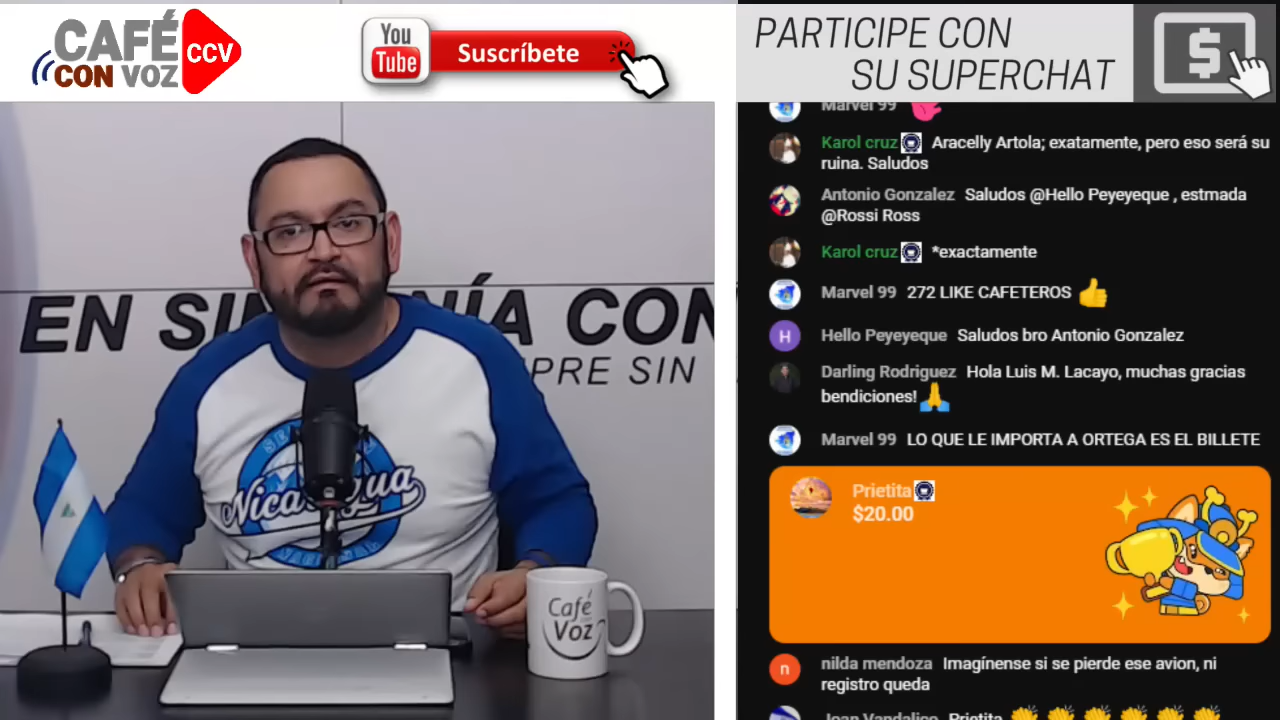 CAFÉ
CON VOZ
CCV
You
Tube
Suscríbete
PARTICIPE CON
SU SUPERCHAT
$
EN SIN NÍA CON
PRE SIN
Nicaragua
Café
Voz
Marvel 99
Karol cruz Aracelly Artola; exatamente, pero eso será su
ruina. Saludos
Antonio Gonzalez Saludos @Hello Peyeyeque , estmada
@Rossi Ross
Karol cruz *exactamente
Marvel 99 272 LIKE CAFETEROS 👍
H
Hello Peyeyeque Saludos bro Antonio Gonzalez
Darling Rodriguez Hola Luis M. Lacayo, muchas gracias
bendiciones! 🙏
Marvel 99 LO QUE LE IMPORTA A ORTEGA ES EL BILLETE
Prietita
$20.00
n
nilda mendoza Imagínense si se pierde ese avion, ni
registro queda
Joan Vandalico Prietita 👏👏👏👏👏👏